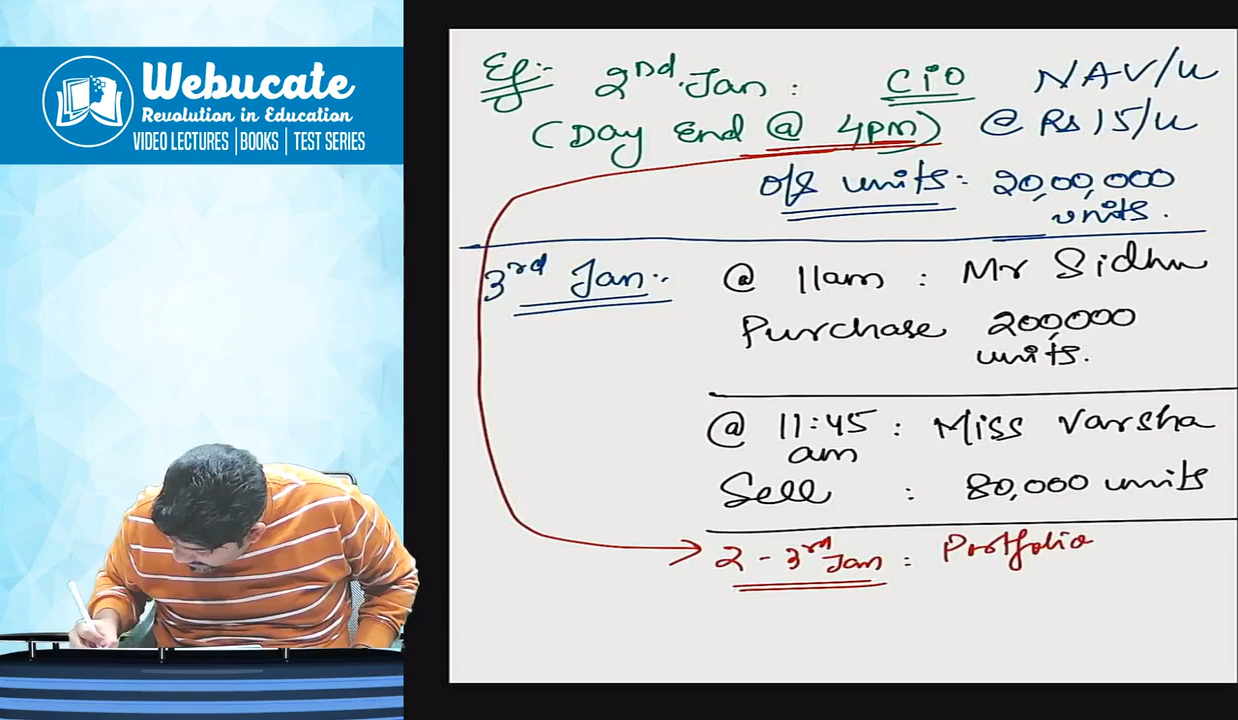 Webucate
Revolution in Education
VIDEO LECTURES | BOOKS | TEST SERIES
Eg:- 2nd Jan : CiO NAV/u
(Day End @ 4pm) @ Rs 15/u
o/s units: 20,00,000
units.
3rd Jan:- @ 11am : Mr Sidhu
Purchase 200,000
units.
@ 11:45 : Miss Varsha
am
Sell : 80,000 units
2 - 3rd Jan : Portfolio